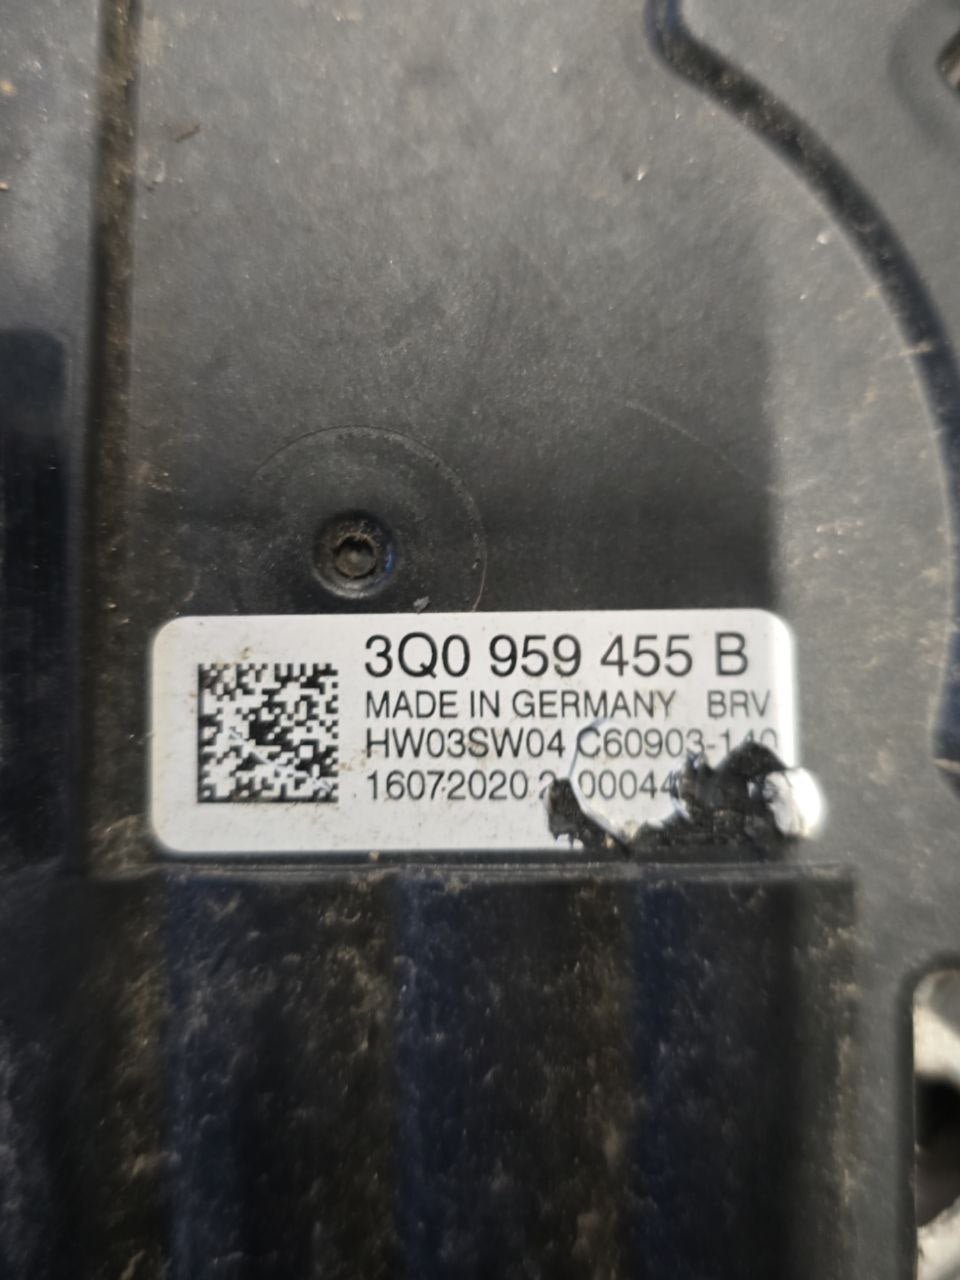 3Q0 959 455 B
MADE IN GERMANY BRV
HW03SW04 C60903-140
16072020